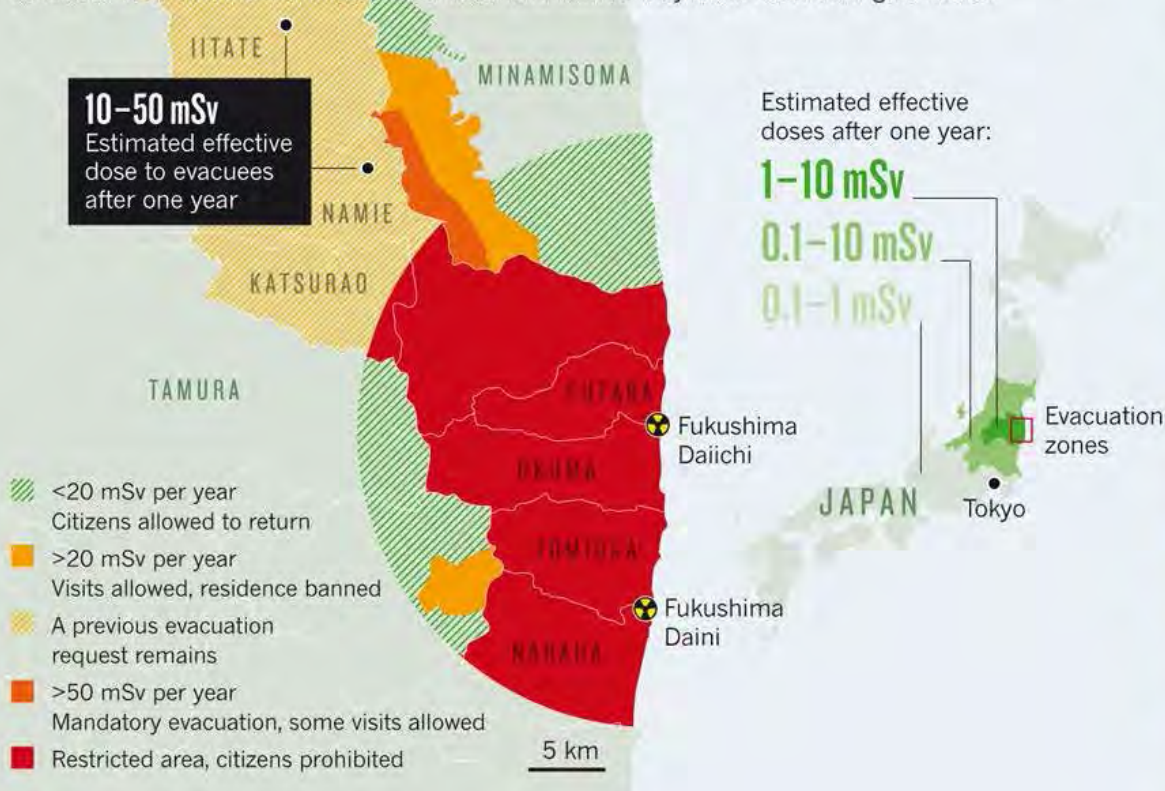 IITATE
MINAMISOMA
10–50 mSv
Estimated effective
dose to evacuees
after one year
NAMIE
KATSURAO
TAMURA
FUTABA
OKUMA
TOMIOKA
NARAHA
Fukushima
Daiichi
Fukushima
Daini
Estimated effective
doses after one year:
1–10 mSv
0.1–10 mSv
0.1–1 mSv
Evacuation
zones
JAPAN
Tokyo
<20 mSv per year
Citizens allowed to return
>20 mSv per year
Visits allowed, residence banned
A previous evacuation
request remains
>50 mSv per year
Mandatory evacuation, some visits allowed
Restricted area, citizens prohibited
5 km